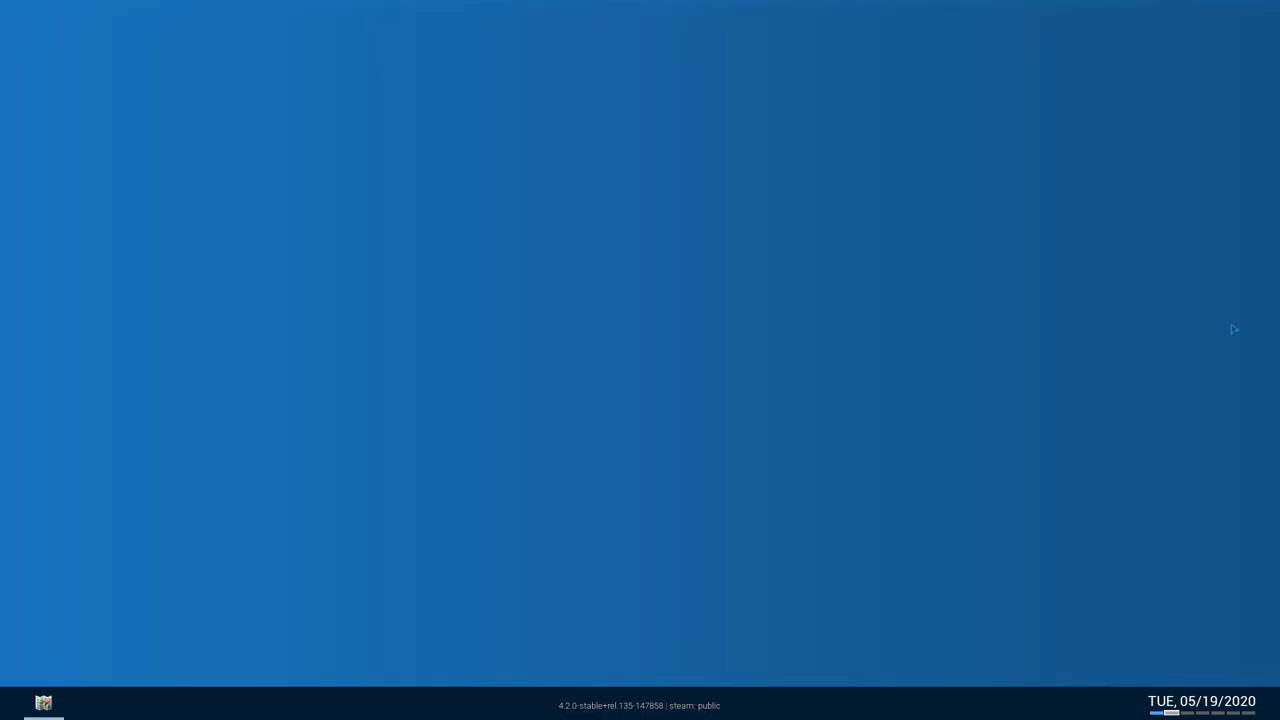 4.2.0-stable+rel.135-147858 | steam: public
TUE, 05/19/2020